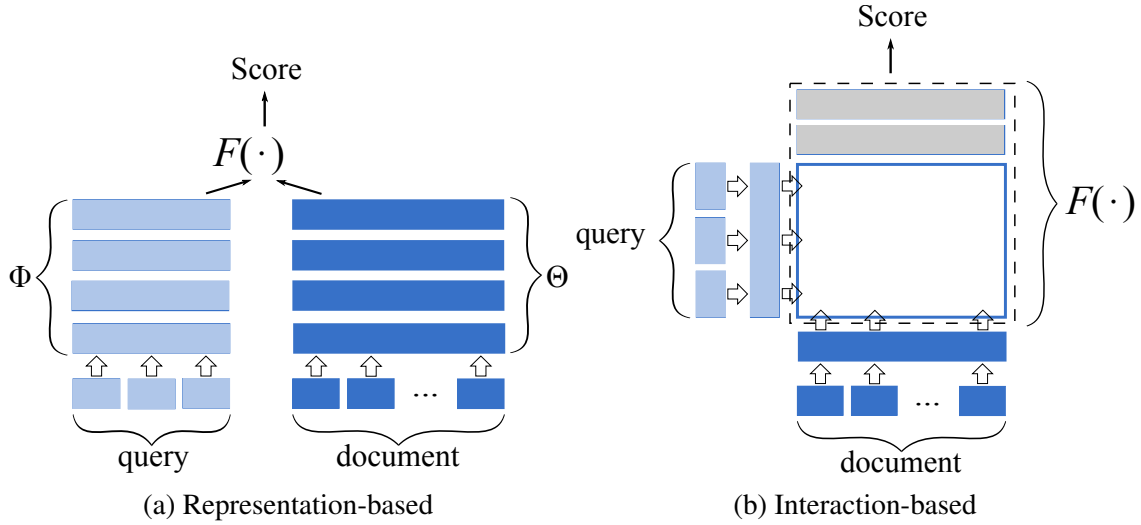 Score
F(·)
Φ
Θ
...
query
document
(a) Representation-based
Score
query
F(·)
...
document
(b) Interaction-based